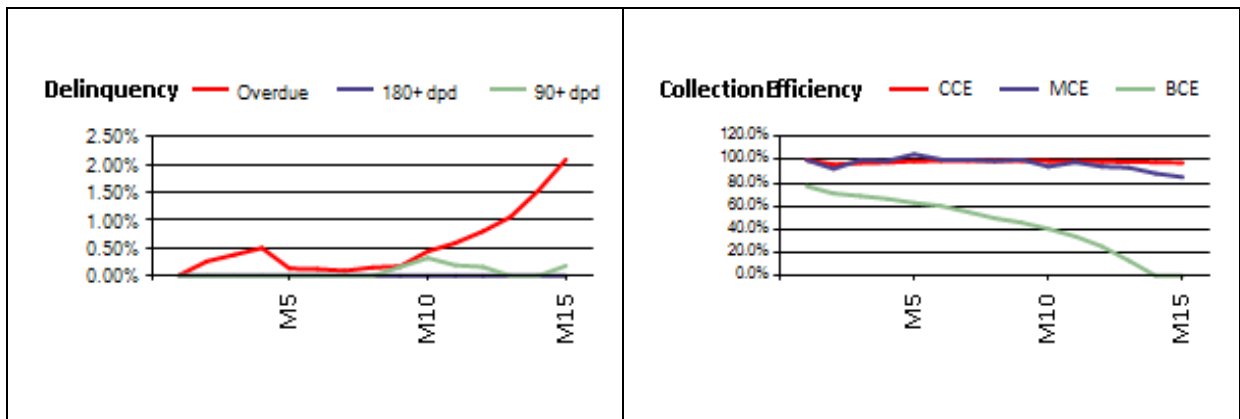 Delinquency Overdue 180+ dpd 90+ dpd
2.50%
2.00%
1.50%
1.00%
0.50%
0.00%
M5
M10
M15
Collection Efficiency CCE MCE BCE
120.0%
100.0%
80.0%
60.0%
40.0%
20.0%
0.0%
M5
M10
M15